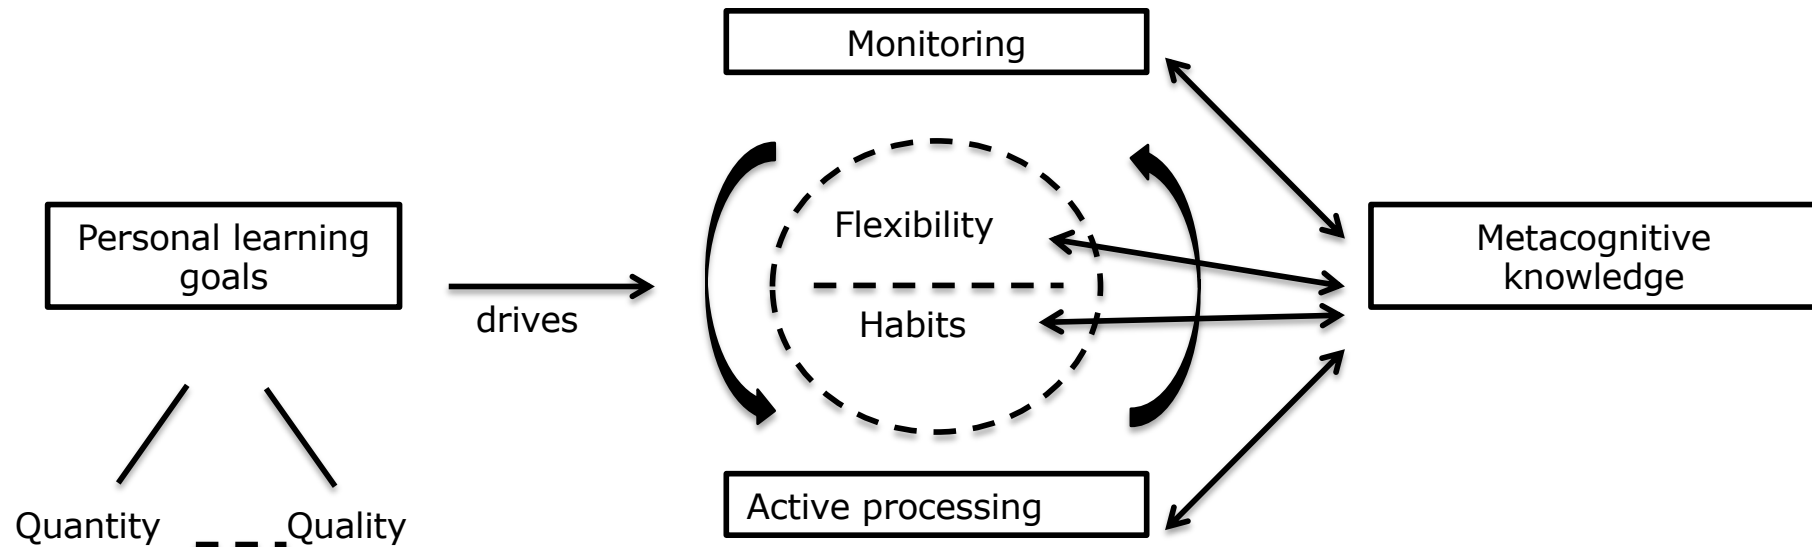 Monitoring
Personal learning
goals
drives
Flexibility
Habits
Metacognitive
knowledge
Active processing
Quantity
Quality